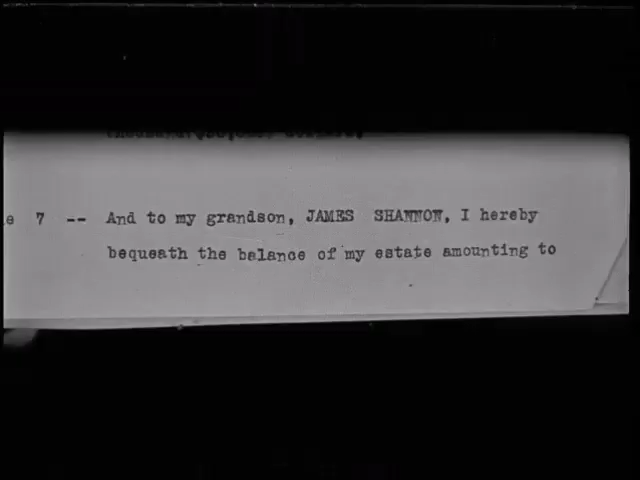 e 7 -- And to my grandson, JAMES SHANNON, I hereby
bequeath the balance of my estate amounting to